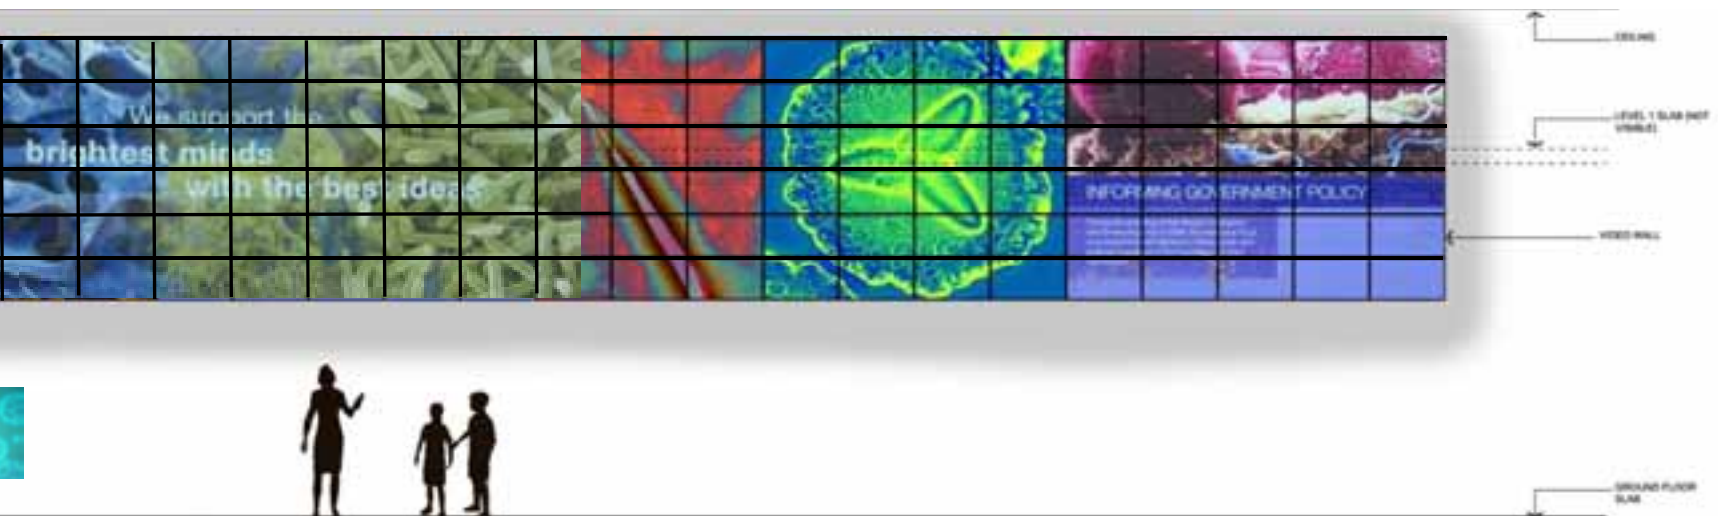 We support the
brightest minds
with the best ideas
INFORMING GOVERNMENT POLICY
CEILING
LEVEL 1 SLAB (NOT
VISIBLE)
VIDEO WALL
GROUND FLOOR
SLAB